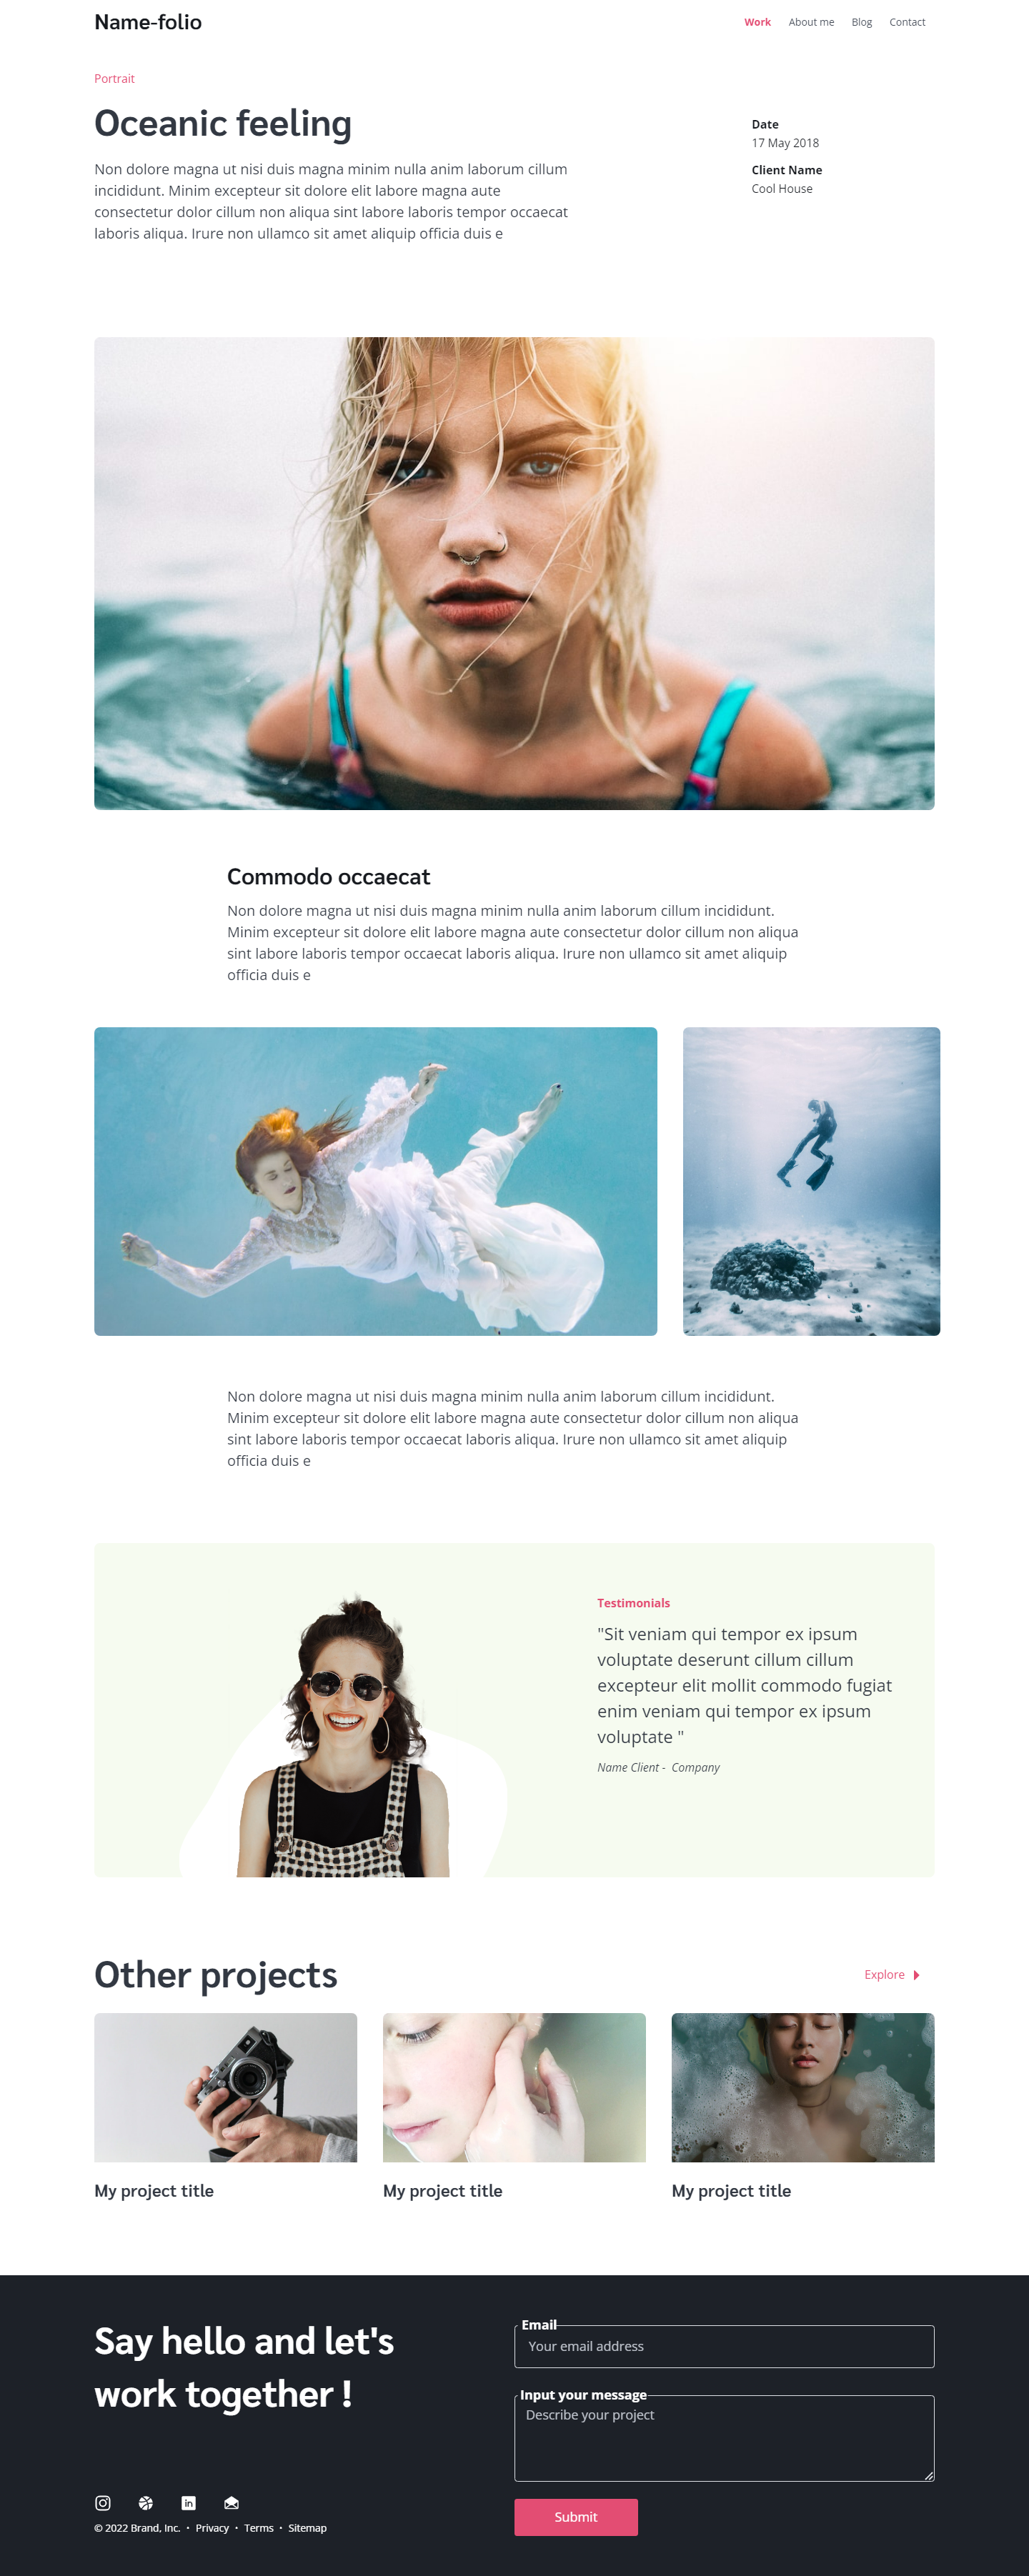 Name-folio
Work About me Blog Contact
Portrait
Oceanic feeling
Non dolore magna ut nisi duis magna minim nulla anim laborum cillum
incididunt. Minim excepteur sit dolore elit labore magna aute
consectetur dolor cillum non aliqua sint labore laboris tempor occaecat
laboris aliqua. Irure non ullamco sit amet aliquip officia duis e
Date
17 May 2018
Client Name
Cool House
Commodo occaecat
Non dolore magna ut nisi duis magna minim nulla anim laborum cillum incididunt.
Minim excepteur sit dolore elit labore magna aute consectetur dolor cillum non aliqua
sint labore laboris tempor occaecat laboris aliqua. Irure non ullamco sit amet aliquip
officia duis e
Non dolore magna ut nisi duis magna minim nulla anim laborum cillum incididunt.
Minim excepteur sit dolore elit labore magna aute consectetur dolor cillum non aliqua
sint labore laboris tempor occaecat laboris aliqua. Irure non ullamco sit amet aliquip
officia duis e
Testimonials
"Sit veniam qui tempor ex ipsum
voluptate deserunt cillum cillum
excepteur elit mollit commodo fugiat
enim veniam qui tempor ex ipsum
voluptate "
Name Client - Company
Other projects
Explore
My project title
My project title
My project title
Say hello and let's
work together !
Email
Your email address
Input your message
Describe your project
Submit
© 2022 Brand, Inc. • Privacy • Terms • Sitemap